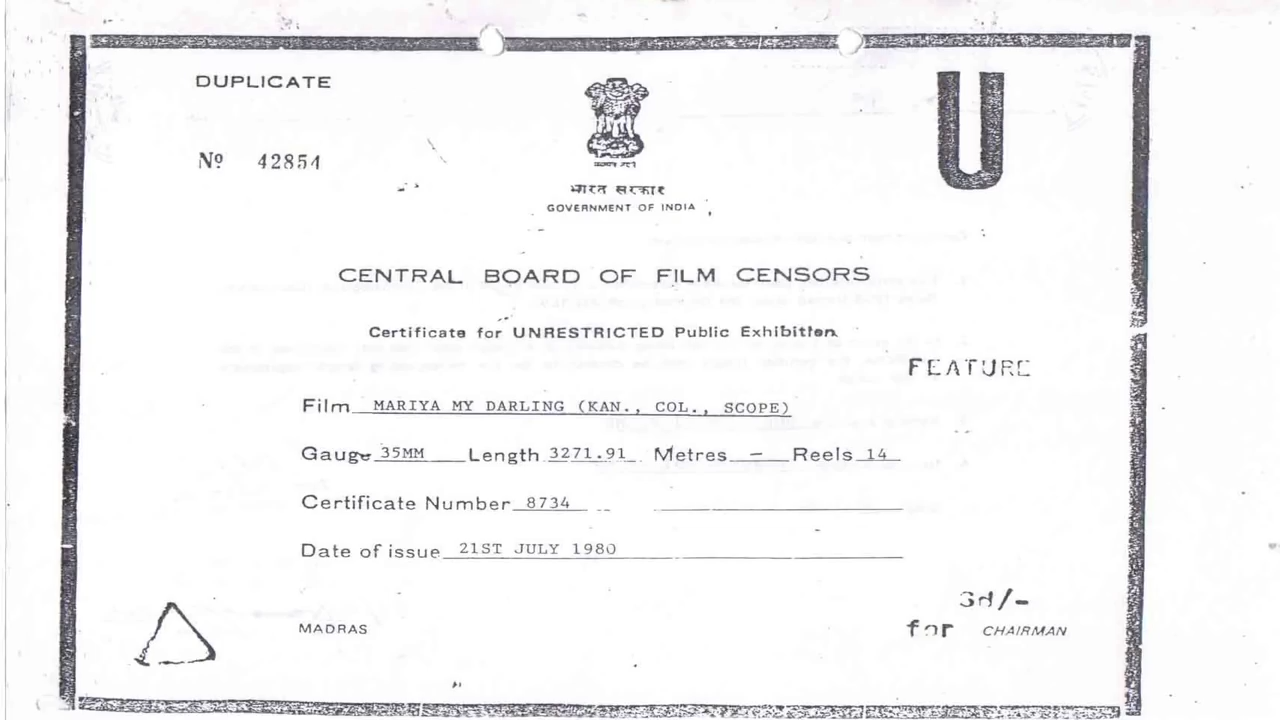 DUPLICATE
U
Nº 42854
भारत सरकार
GOVERNMENT OF INDIA
CENTRAL BOARD OF FILM CENSORS
Certificate for UNRESTRICTED Public Exhibition
FEATURE
Film MARIYA MY DARLING (KAN., COL., SCOPE)
Gauge 35MM Length 3271.91 Metres - Reels 14
Certificate Number 8734
Date of issue 21ST JULY 1980
Sd/-
MADRAS
for CHAIRMAN